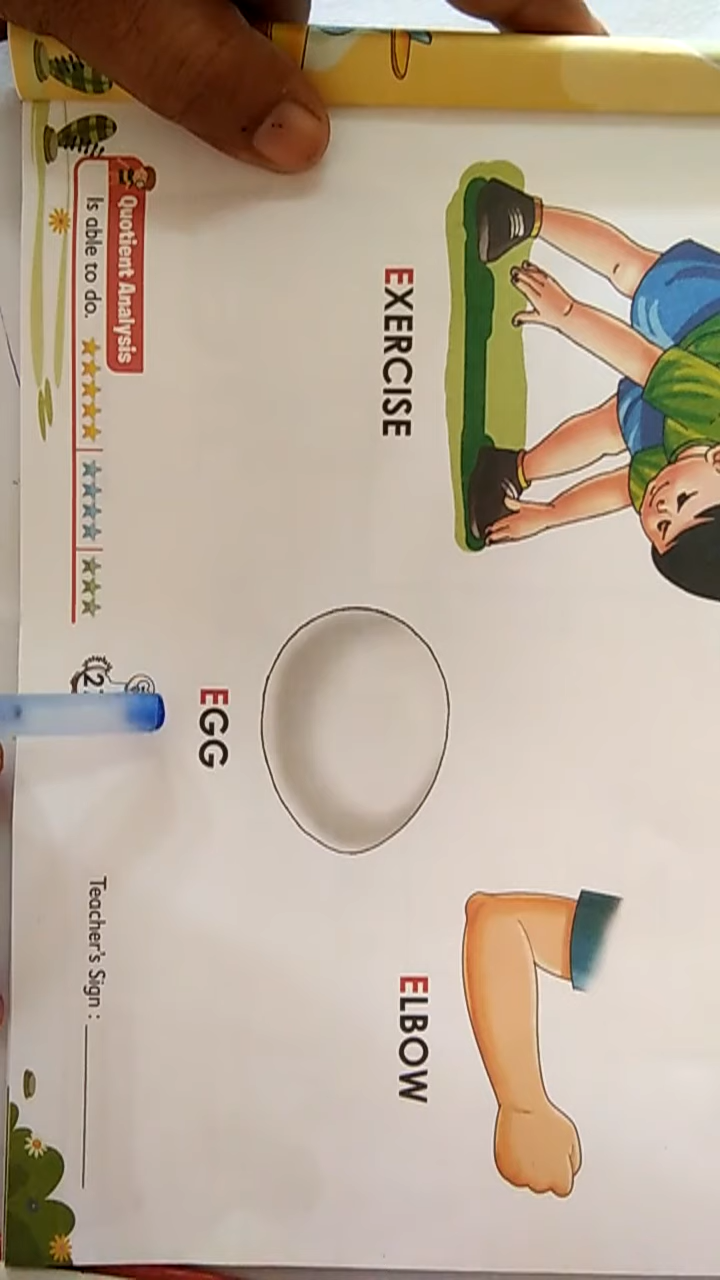 EXERCISE
ELBOW
EGG
Quotient Analysis
Is able to do.
Teacher's Sign :